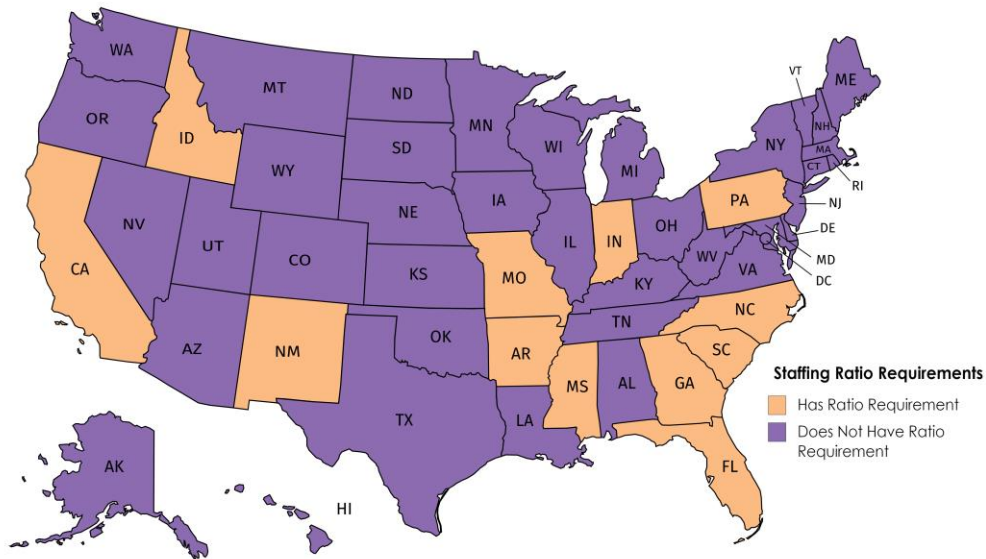 WA
MT
ND
MN
VT
ME
OR
ID
SD
WI
MI
NY
NH
MA
CT
RI
WY
NE
IA
PA
NJ
NV
UT
CO
KS
MO
IL
IN
OH
WV
VA
DE
MD
DC
CA
KY
AZ
NM
OK
AR
TN
NC
SC
TX
LA
MS
AL
GA
FL
AK
HI
Staffing Ratio Requirements
Has Ratio Requirement
Does Not Have Ratio
Requirement